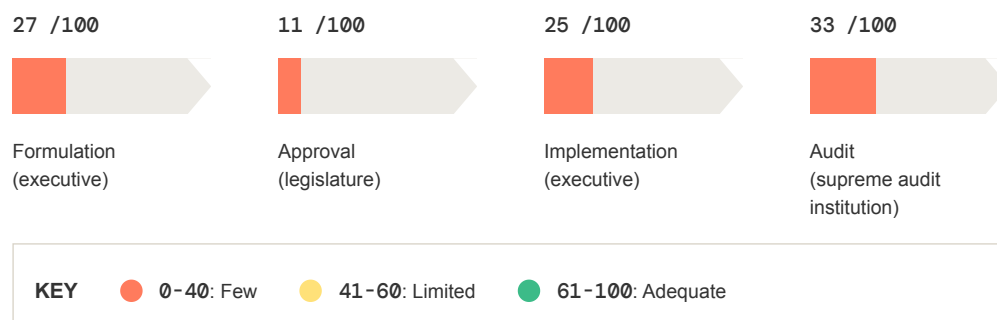 27 /100
11 /100
25 /100
33 /100
Formulation
(executive)
Approval
(legislature)
Implementation
(executive)
Audit
(supreme audit
institution)
KEY
0-40: Few
41-60: Limited
61-100: Adequate